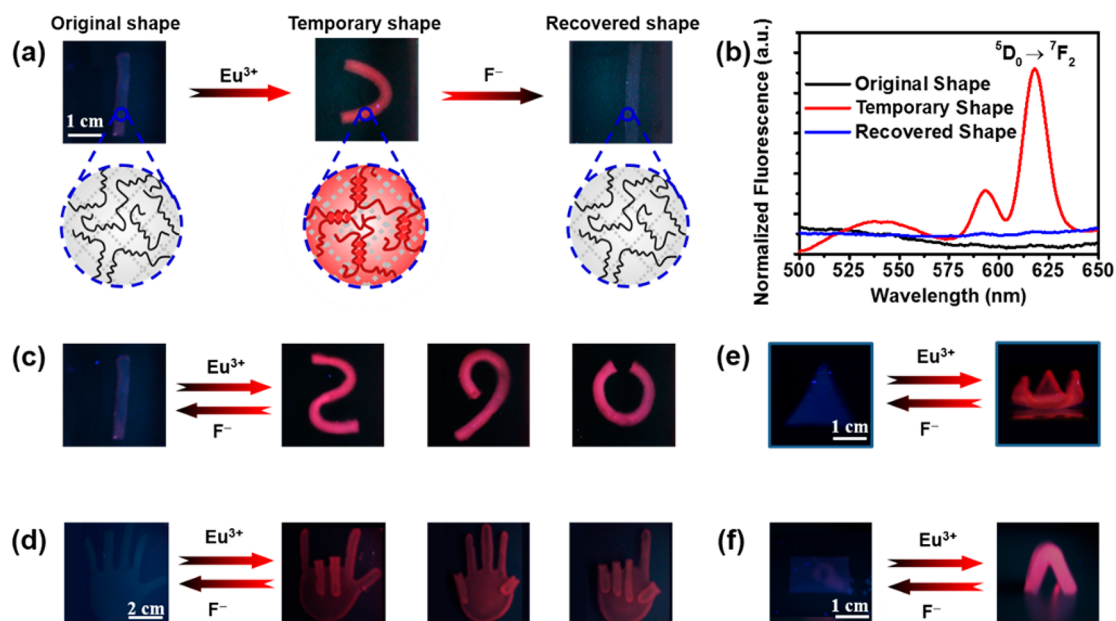 Original shape
Temporary shape
Recovered shape
(a)
Eu³⁺
F⁻
1 cm
(b)
⁵D₀→ ⁷F₂
Original Shape
Temporary Shape
Recovered Shape
Normalized Fluorescence (a.u.)
500 525 550 575 600 625 650
Wavelength (nm)
(c)
Eu³⁺
F⁻
(e)
Eu³⁺
F⁻
1 cm
(d)
Eu³⁺
F⁻
2 cm
(f)
Eu³⁺
F⁻
1 cm